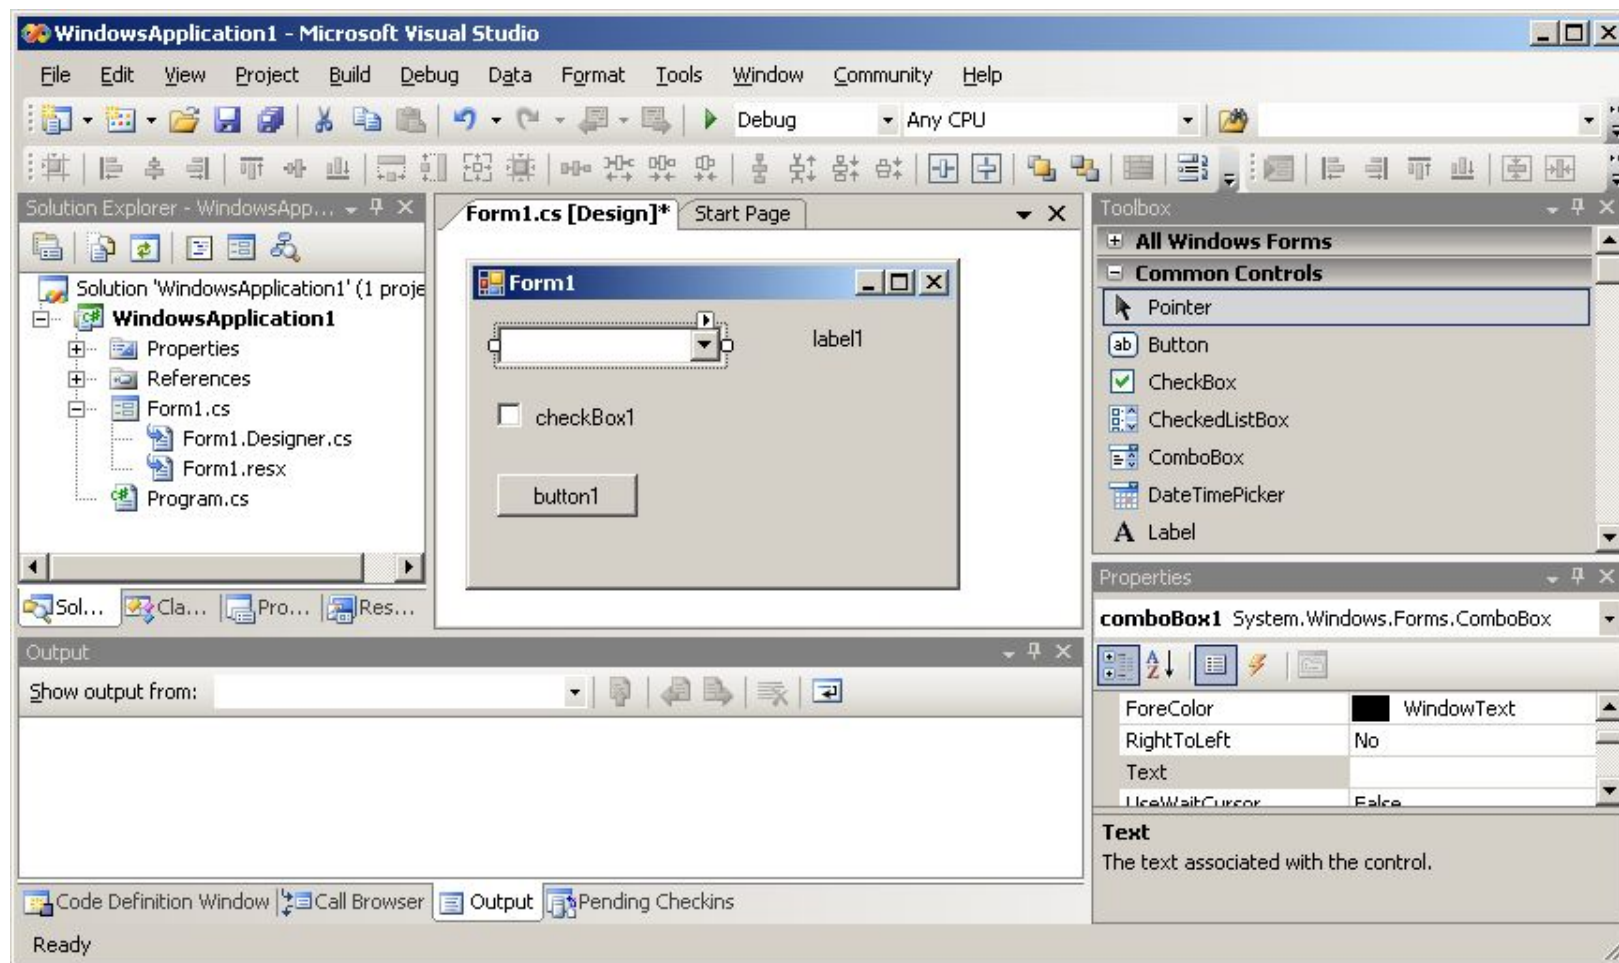 WindowsApplication1 - Microsoft Visual Studio
File Edit View Project Build Debug Data Format Tools Window Community Help
Debug Any CPU
Solution Explorer - WindowsApp...
Solution 'WindowsApplication1' (1 proje
WindowsApplication1
Properties
References
Form1.cs
Form1.Designer.cs
Form1.resx
Program.cs
Sol... Cla... Pro... Res...
Form1.cs [Design]* Start Page
Form1
label1
checkBox1
button1
Toolbox
All Windows Forms
Common Controls
Pointer
ab Button
CheckBox
CheckedListBox
ComboBox
DateTimePicker
A Label
Properties
comboBox1 System.Windows.Forms.ComboBox
ForeColor WindowText
RightToLeft No
Text
UseWaitCursor False
Text
The text associated with the control.
Output
Show output from:
Code Definition Window Call Browser Output Pending Checkins
Ready